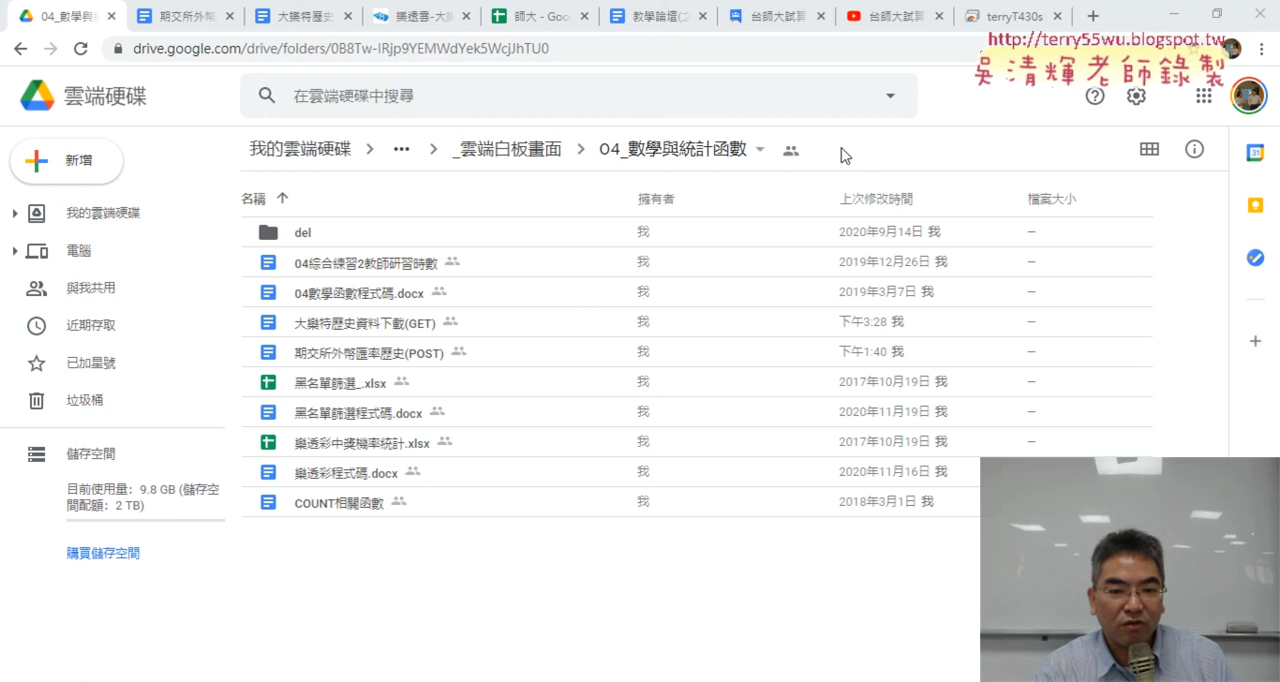 04_數學與
期交所外幣
大樂特歷史
樂透雲-大
師大 - Goo
教學論壇(之
台師大試算
台師大試算
terryT430s
drive.google.com/drive/folders/0B8Tw-IRjp9YEMWdYek5WcjJhTU0
http://terry55wu.blogspot.tw
吳清輝老師錄製
雲端硬碟
在雲端硬碟中搜尋
新增
我的雲端硬碟
電腦
與我共用
近期存取
已加星號
垃圾桶
儲存空間
目前使用量: 9.8 GB (儲存空
間配額: 2 TB)
購買儲存空間
我的雲端硬碟 > ••• > _雲端白板畫面 > 04_數學與統計函數
名稱 擁有者 上次修改時間 檔案大小
del 我 2020年9月14日 我 –
04綜合練習2教師研習時數 我 2019年12月26日 我 –
04數學函數程式碼.docx 我 2019年3月7日 我 –
大樂特歷史資料下載(GET) 我 下午3:28 我 –
期交所外幣匯率歷史(POST) 我 下午1:40 我 –
黑名單篩選_.xlsx 我 2017年10月19日 我 –
黑名單篩選程式碼.docx 我 2020年11月19日 我 –
樂透彩中獎機率統計.xlsx 我 2017年10月19日 我 –
樂透彩程式碼.docx 我 2020年11月16日 我
COUNT相關函數 我 2018年3月1日 我
31